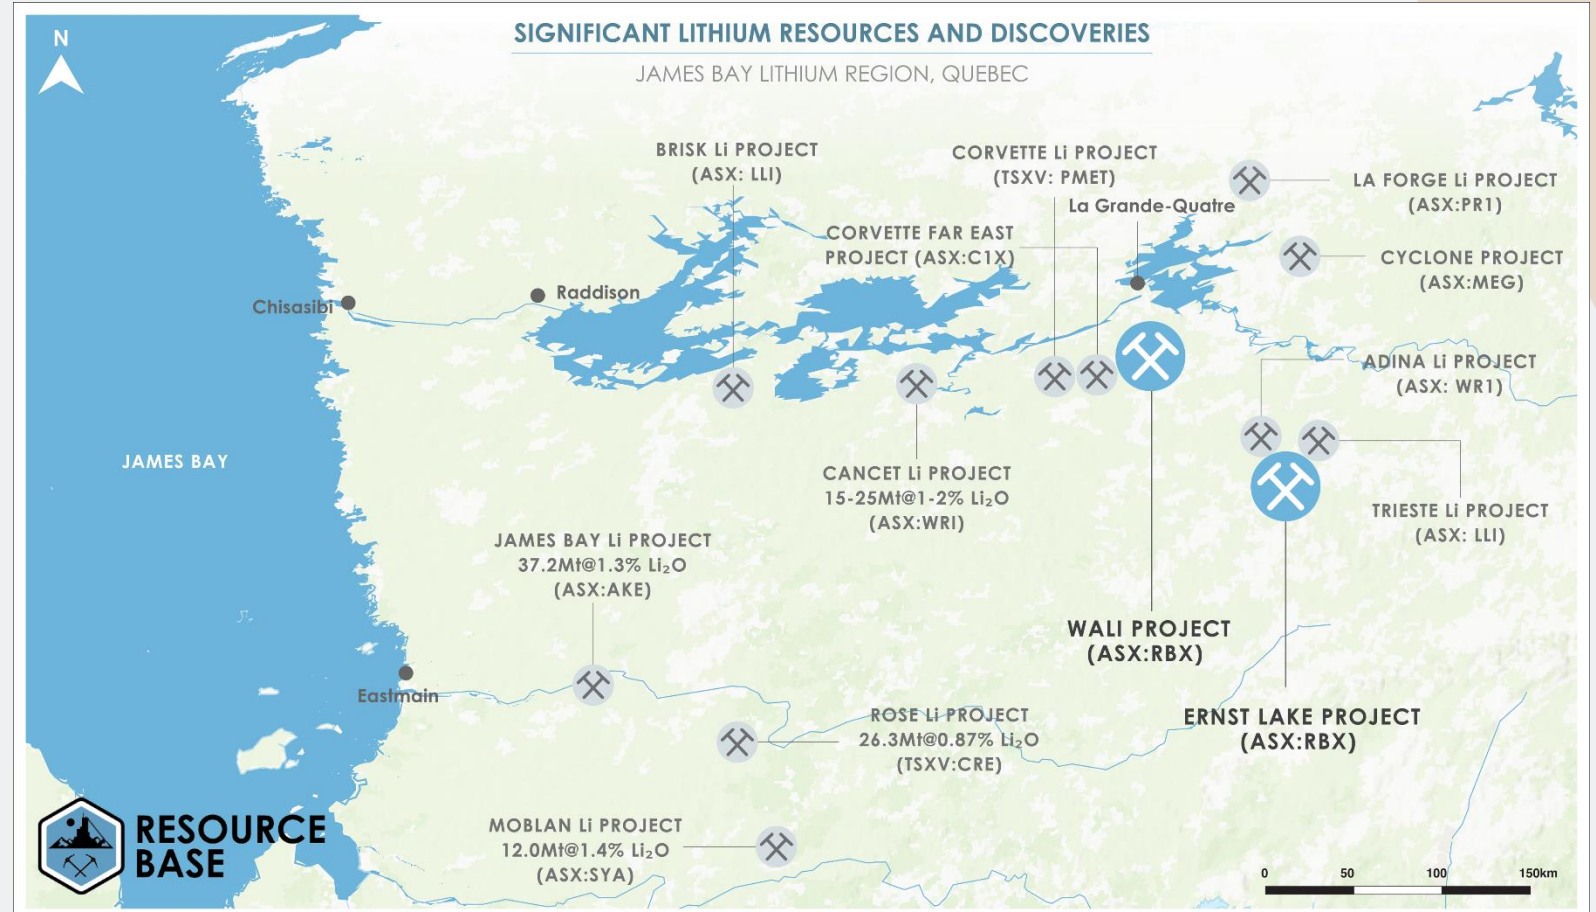 SIGNIFICANT LITHIUM RESOURCES AND DISCOVERIES
JAMES BAY LITHIUM REGION, QUEBEC
N
BRISK Li PROJECT
(ASX: LLI)
CORVETTE Li PROJECT
(TSXV: PMET)
La Grande-Quatre
LA FORGE Li PROJECT
(ASX:PR1)
CORVETTE FAR EAST
PROJECT (ASX:C1X)
CYCLONE PROJECT
(ASX:MEG)
Chisasibi
Raddison
ADINA Li PROJECT
(ASX: WR1)
JAMES BAY
CANCET Li PROJECT
15-25Mt@1-2% Li₂O
(ASX:WRI)
TRIESTE Li PROJECT
(ASX: LLI)
JAMES BAY Li PROJECT
37.2Mt@1.3% Li₂O
(ASX:AKE)
WALI PROJECT
(ASX:RBX)
Eastmain
ROSE Li PROJECT
26.3Mt@0.87% Li₂O
(TSXV:CRE)
ERNST LAKE PROJECT
(ASX:RBX)
MOBLAN Li PROJECT
12.0Mt@1.4% Li₂O
(ASX:SYA)
RESOURCE
BASE
0 50 100 150km